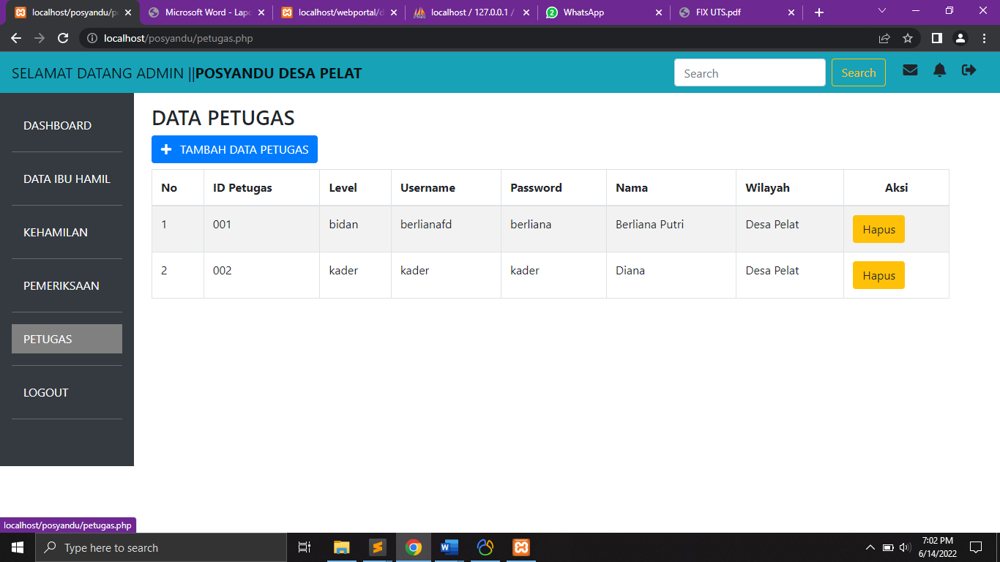 localhost/posyandu/pe
Microsoft Word - Lapo
localhost/webportal/d
localhost / 127.0.0.1 /
2 WhatsApp
FIX UTS.pdf
localhost/posyandu/petugas.php
SELAMAT DATANG ADMIN ||POSYANDU DESA PELAT
Search
Search
DASHBOARD
DATA IBU HAMIL
KEHAMILAN
PEMERIKSAAN
PETUGAS
LOGOUT
DATA PETUGAS
TAMBAH DATA PETUGAS
No ID Petugas Level Username Password Nama Wilayah Aksi
1 001 bidan berlianafd berliana Berliana Putri Desa Pelat Hapus
2 002 kader kader kader Diana Desa Pelat Hapus
localhost/posyandu/petugas.php
Type here to search
7:02 PM
6/14/2022